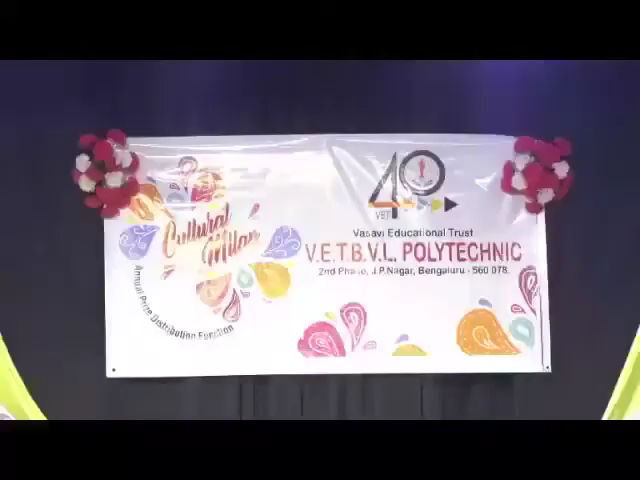 Cultural
Milan
Annual Prize Distribution Function
40
VET
Vasavi Educational Trust
V.E.T.B.V.L. POLYTECHNIC
2nd Phase, J.P.Nagar, Bengaluru - 560 078.